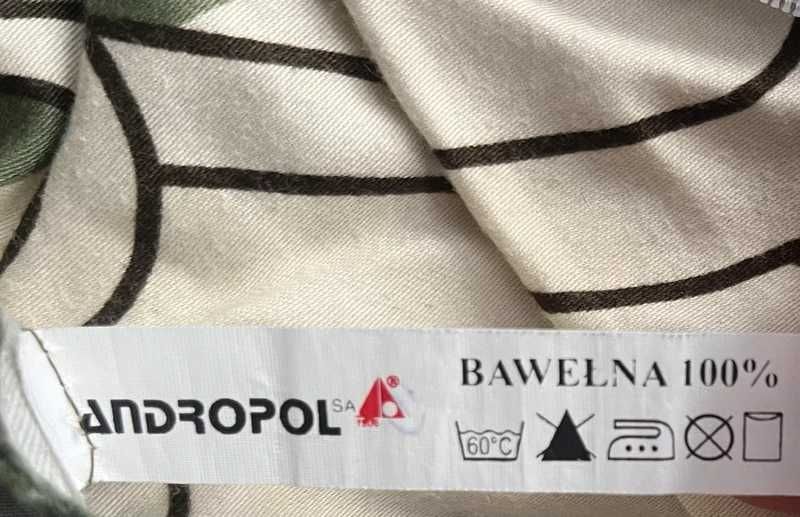 ANDROPOL SA ®
BAWEŁNA 100%
60°C